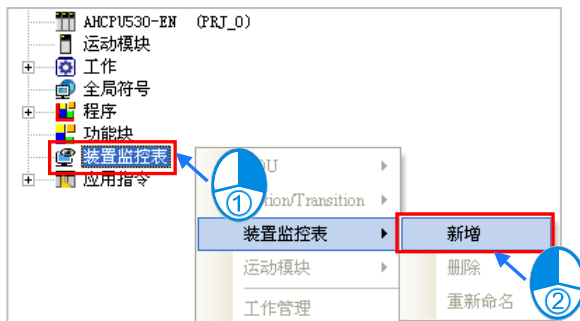 AHCPU530-EN (PRJ_0)
运动模块
工作
全局符号
程序
功能块
装置监控表
应用指令
①
tion/Transition
装置监控表
新增
运动模块
删除
工作管理
重新命名
②